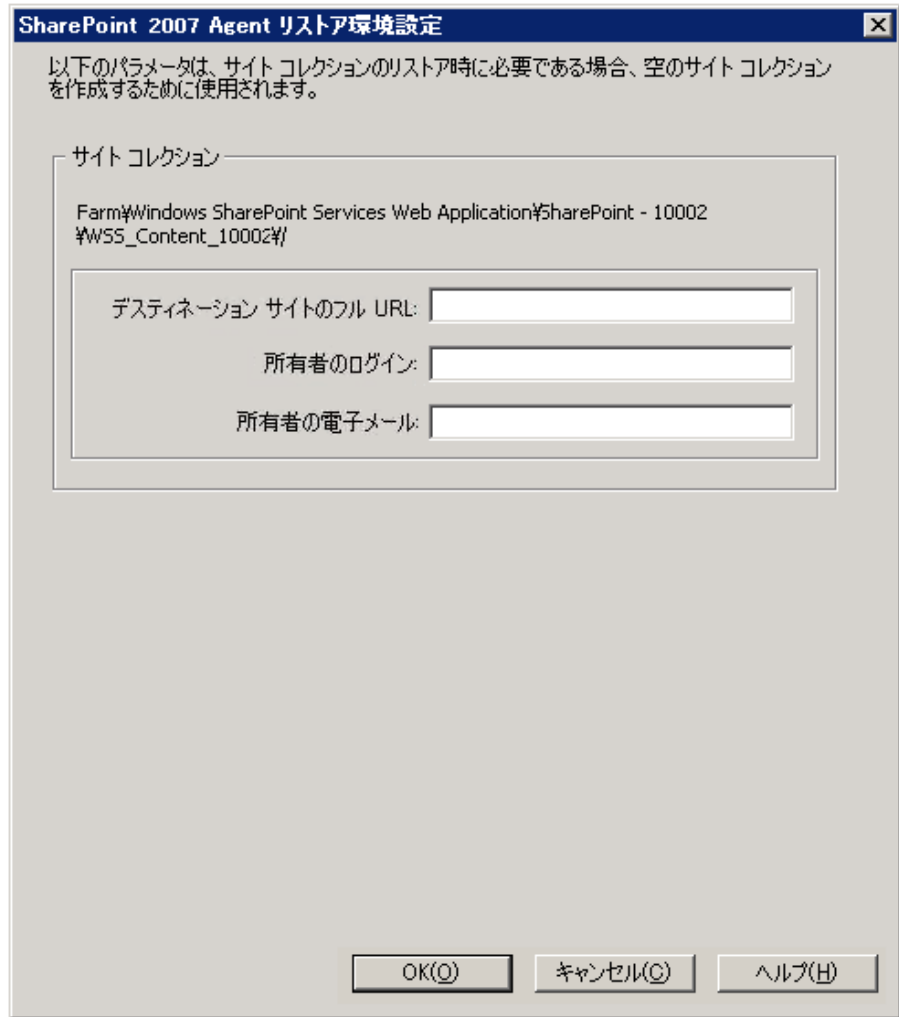 SharePoint 2007 Agent リストア環境設定
以下のパラメータは、サイト コレクションのリストア時に必要である場合、空のサイト コレクション
を作成するために使用されます。
サイト コレクション
Farm¥Windows SharePoint Services Web Application¥SharePoint - 10002
¥WSS_Content_10002¥/
デスティネーション サイトのフル URL:
所有者のログイン:
所有者の電子メール:
OK(O) キャンセル(C) ヘルプ(H)